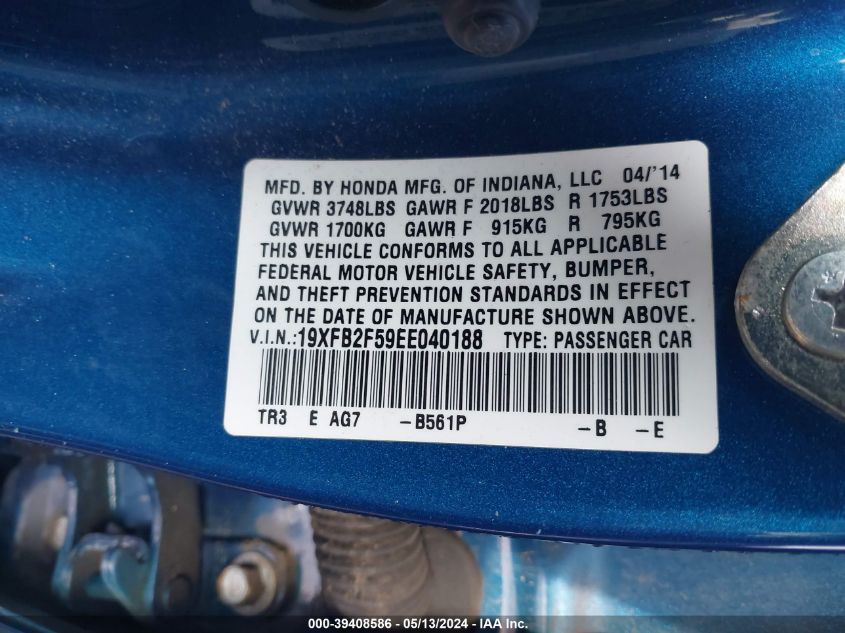 MFD. BY HONDA MFG. OF INDIANA, LLC 04/'14
GVWR 3748LBS GAWR F 2018LBS R 1753LBS
GVWR 1700KG GAWR F 915KG R 795KG
THIS VEHICLE CONFORMS TO ALL APPLICABLE
FEDERAL MOTOR VEHICLE SAFETY, BUMPER,
AND THEFT PREVENTION STANDARDS IN EFFECT
ON THE DATE OF MANUFACTURE SHOWN ABOVE.
V.I.N.:19XFB2F59EE040188 TYPE: PASSENGER CAR
TR3 E AG7 -B561P -B -E
000-39408586 - 05/13/2024 - IAA Inc.